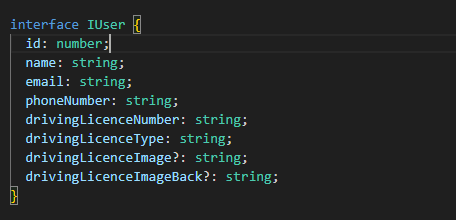 interface IUser {
id: number;
name: string;
email: string;
phoneNumber: string;
drivingLicenceNumber: string;
drivingLicenceType: string;
drivingLicenceImage?: string;
drivingLicenceImageBack?: string;
}